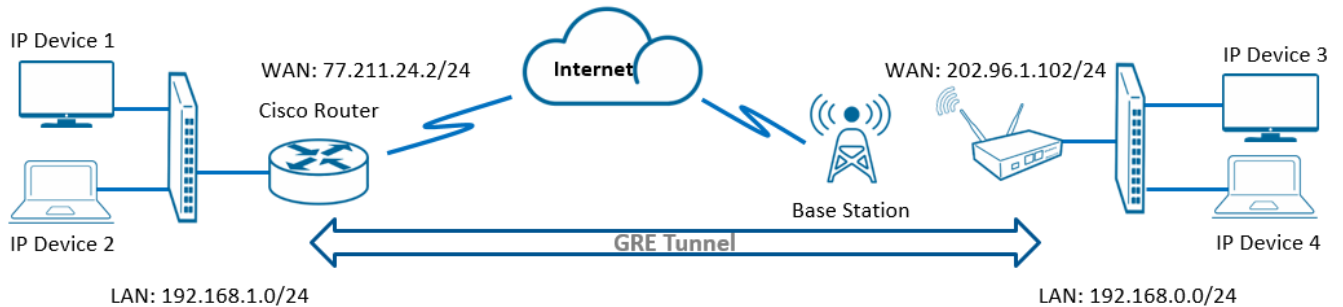 IP Device 1
WAN: 77.211.24.2/24
Cisco Router
Internet
WAN: 202.96.1.102/24
IP Device 3
IP Device 2
Base Station
GRE Tunnel
IP Device 4
LAN: 192.168.1.0/24
LAN: 192.168.0.0/24